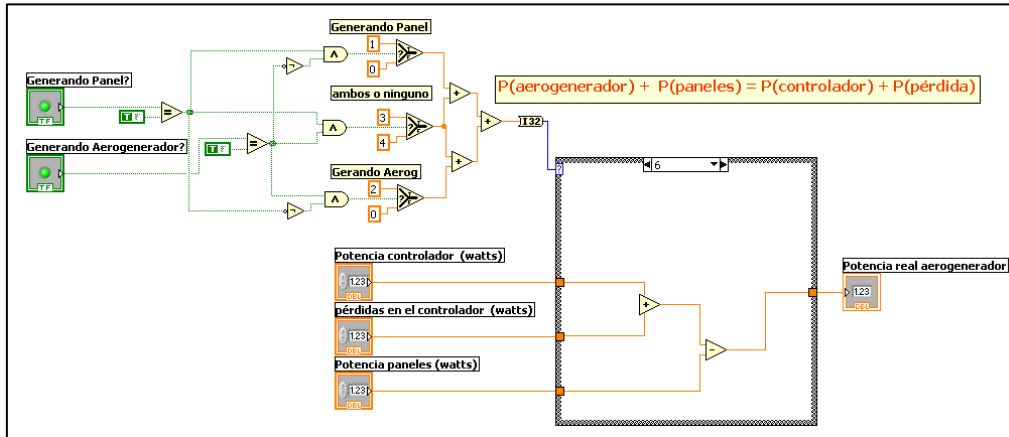 Generando Panel
1
0
Generando Panel?
TF
T F
=
¬
Λ
ambos o ninguno
3
4
?
+
I32
P(aerogenerador) + P(paneles) = P(controlador) + P(pérdida)
Generando Aerogenerador?
TF
T F
=
Λ
?
+
+
Gerando Aerog
2
0
¬
Λ
?
6
?
Potencia controlador (watts)
1.23
DBL
pérdidas en el controlador (watts)
1.23
DBL
Potencia paneles (watts)
1.23
DBL
+
-
Potencia real aerogenerador
1.23
DBL